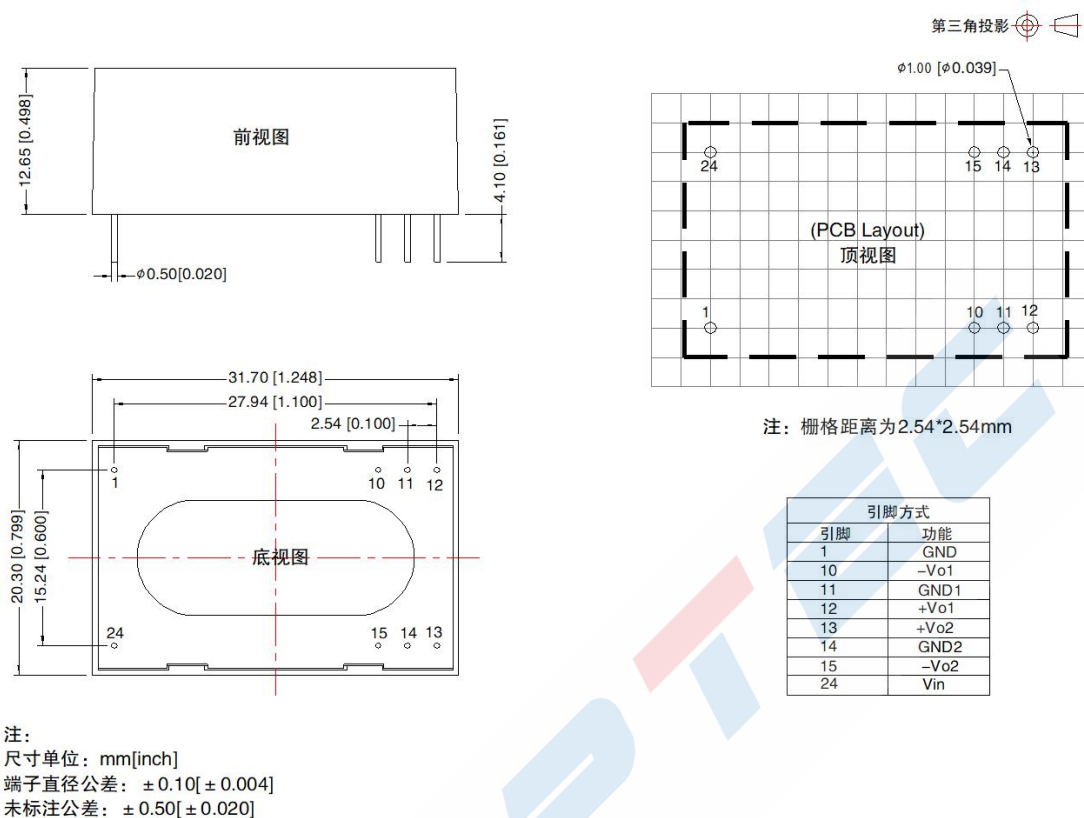 第三角投影
φ1.00 [φ0.039]
12.65 [0.498]
前视图
4.10 [0.161]
φ0.50[0.020]
24
15 14 13
(PCB Layout)
顶视图
1
10 11 12
注：栅格距离为2.54*2.54mm
31.70 [1.248]
27.94 [1.100]
2.54 [0.100]
20.30 [0.799]
15.24 [0.600]
1
10 11 12
底视图
24
15 14 13
引脚方式
引脚 功能
1 GND
10 –Vo1
11 GND1
12 +Vo1
13 +Vo2
14 GND2
15 –Vo2
24 Vin
注：
尺寸单位：mm[inch]
端子直径公差：±0.10[±0.004]
未标注公差：±0.50[±0.020]